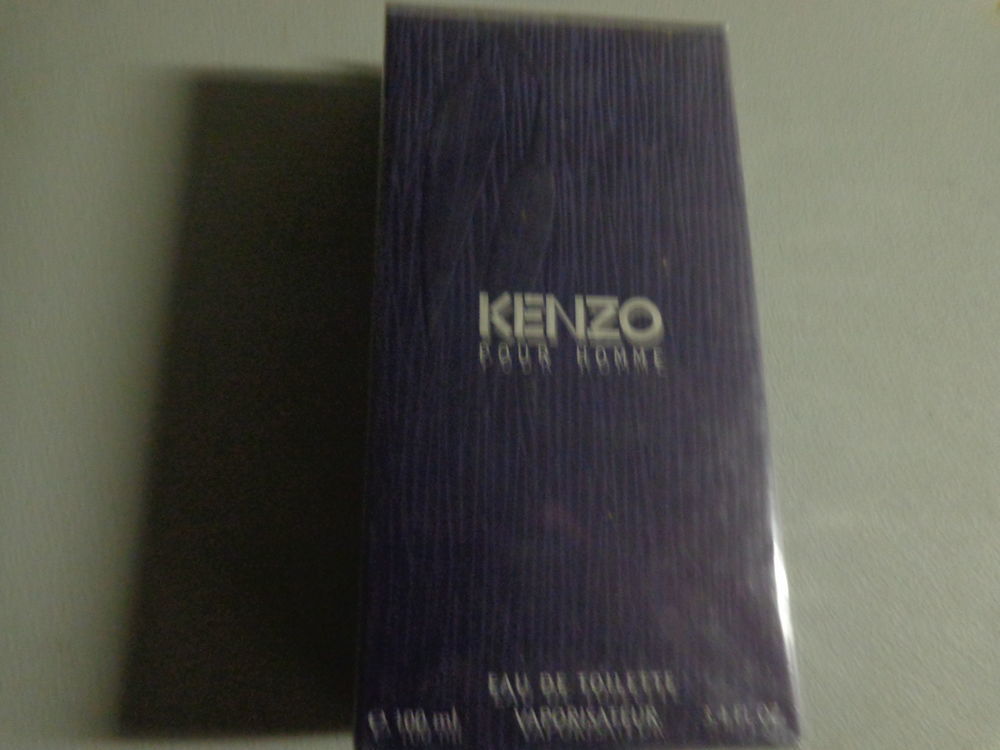 KENZO
POUR HOMME
EAU DE TOILETTE
℮ 100 ml VAPORISATEUR 3.4 FL.OZ.